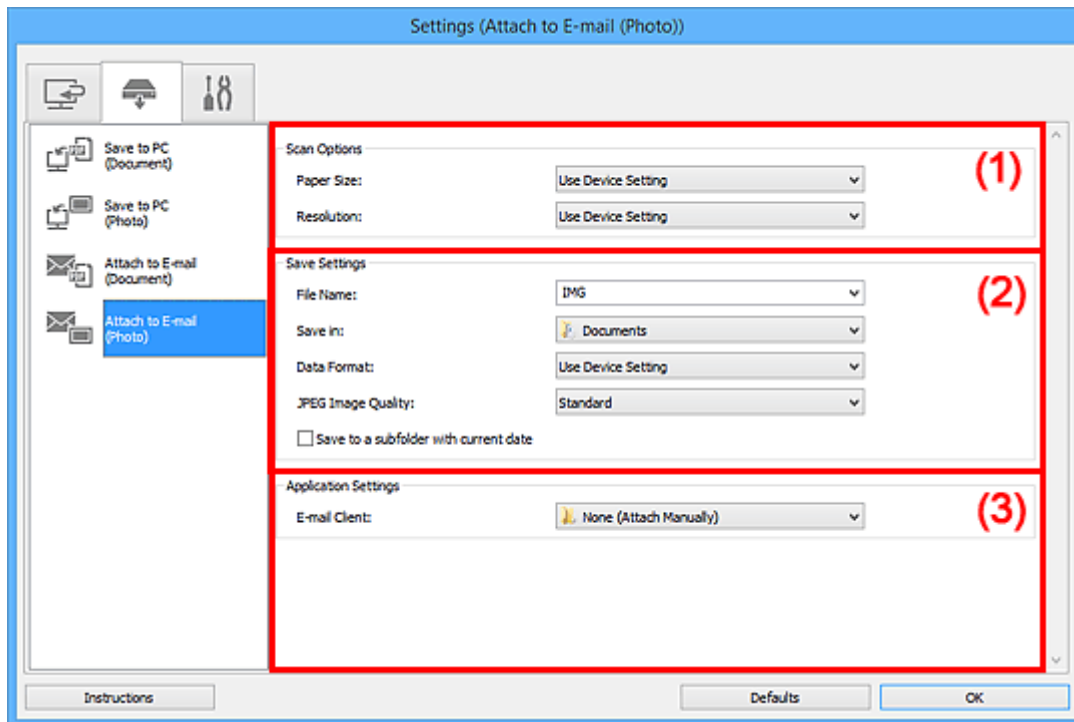 Settings (Attach to E-mail (Photo))
Save to PC
(Document)
Save to PC
(Photo)
Attach to E-mail
(Document)
Attach to E-mail
(Photo)
Scan Options
(1)
Paper Size:
Use Device Setting
Resolution:
Use Device Setting
Save Settings
(2)
File Name:
IMG
Save in:
Documents
Data Format:
Use Device Setting
JPEG Image Quality:
Standard
Save to a subfolder with current date
Application Settings
(3)
E-mail Client:
None (Attach Manually)
Instructions
Defaults
OK